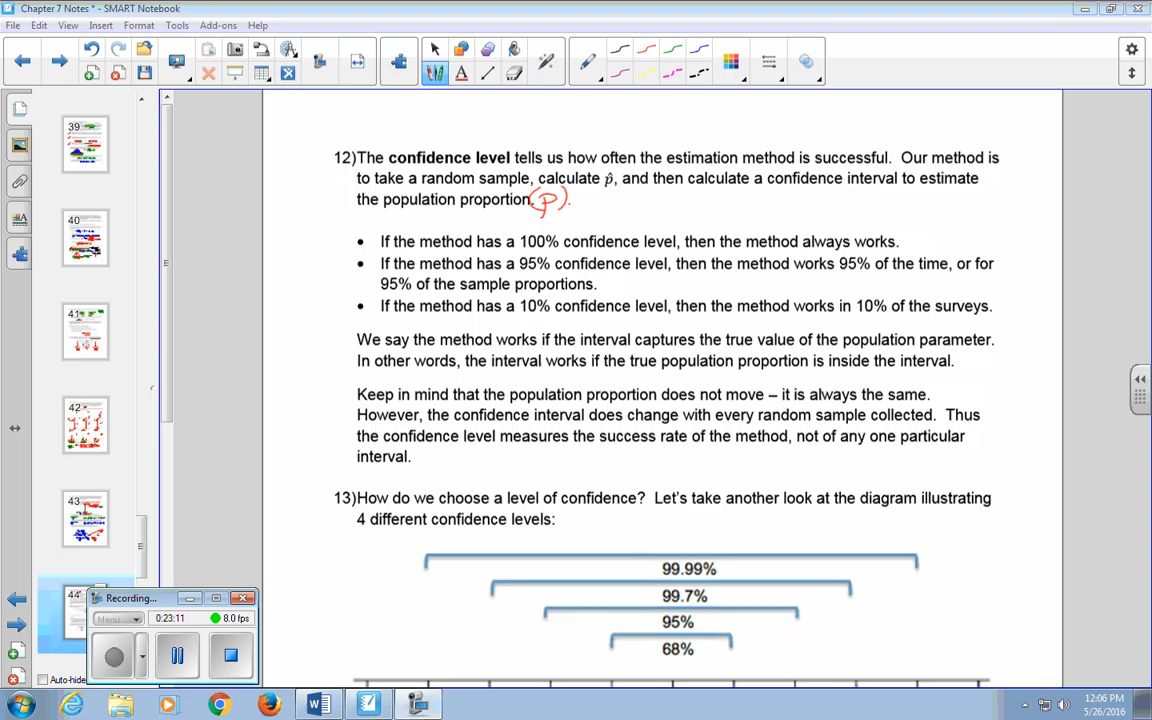 Chapter 7 Notes * - SMART Notebook
File Edit View Insert Format Tools Add-ons Help
39
40
41
42
43
44
12)The confidence level tells us how often the estimation method is successful. Our method is
to take a random sample, calculate p̂, and then calculate a confidence interval to estimate
the population proportion.(p).
• If the method has a 100% confidence level, then the method always works.
• If the method has a 95% confidence level, then the method works 95% of the time, or for
95% of the sample proportions.
• If the method has a 10% confidence level, then the method works in 10% of the surveys.
We say the method works if the interval captures the true value of the population parameter.
In other words, the interval works if the true population proportion is inside the interval.
Keep in mind that the population proportion does not move – it is always the same.
However, the confidence interval does change with every random sample collected. Thus
the confidence level measures the success rate of the method, not of any one particular
interval.
13)How do we choose a level of confidence? Let's take another look at the diagram illustrating
4 different confidence levels:
99.99%
99.7%
95%
68%
Recording...
Menu 0:23:11 8.0 fps
Auto-hide
12:06 PM
5/26/2016